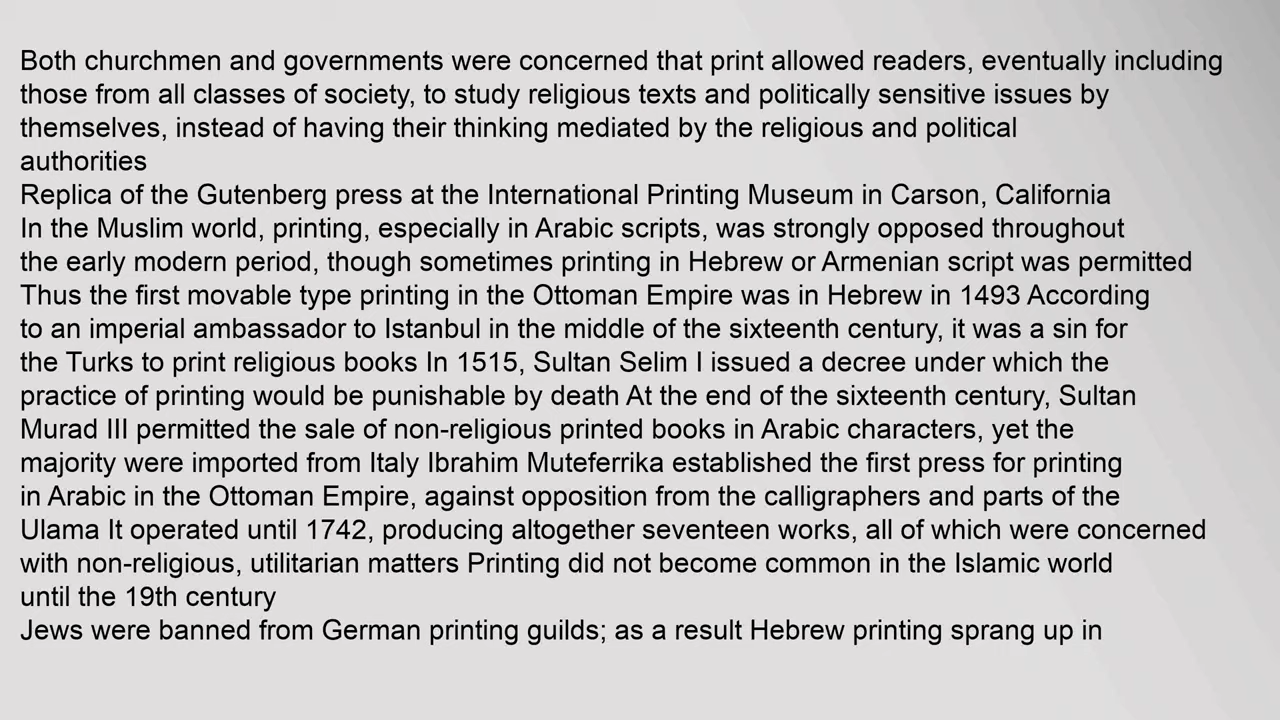 Both churchmen and governments were concerned that print allowed readers, eventually including
those from all classes of society, to study religious texts and politically sensitive issues by
themselves, instead of having their thinking mediated by the religious and political
authorities
Replica of the Gutenberg press at the International Printing Museum in Carson, California
In the Muslim world, printing, especially in Arabic scripts, was strongly opposed throughout
the early modern period, though sometimes printing in Hebrew or Armenian script was permitted
Thus the first movable type printing in the Ottoman Empire was in Hebrew in 1493 According
to an imperial ambassador to Istanbul in the middle of the sixteenth century, it was a sin for
the Turks to print religious books In 1515, Sultan Selim I issued a decree under which the
practice of printing would be punishable by death At the end of the sixteenth century, Sultan
Murad III permitted the sale of non-religious printed books in Arabic characters, yet the
majority were imported from Italy Ibrahim Muteferrika established the first press for printing
in Arabic in the Ottoman Empire, against opposition from the calligraphers and parts of the
Ulama It operated until 1742, producing altogether seventeen works, all of which were concerned
with non-religious, utilitarian matters Printing did not become common in the Islamic world
until the 19th century
Jews were banned from German printing guilds; as a result Hebrew printing sprang up in